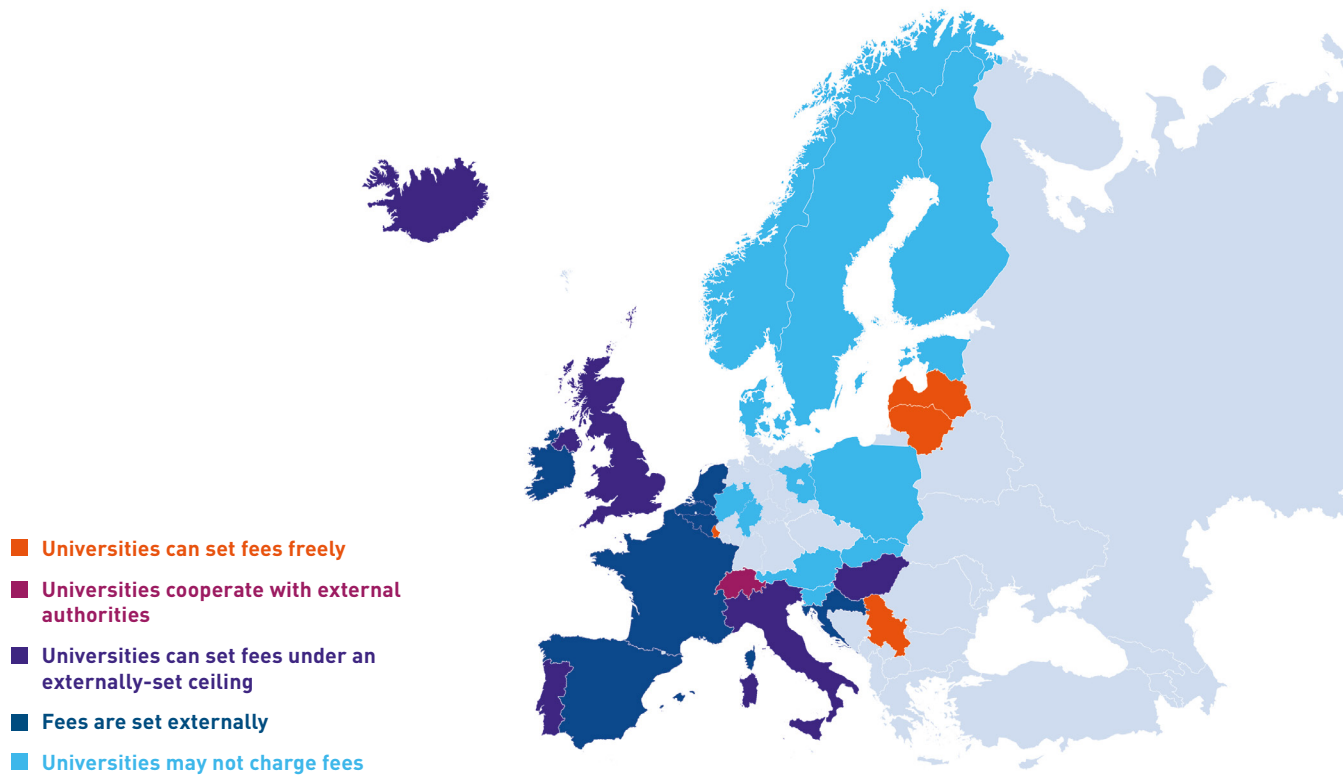 Universities can set fees freely
Universities cooperate with external
authorities
Universities can set fees under an
externally-set ceiling
Fees are set externally
Universities may not charge fees